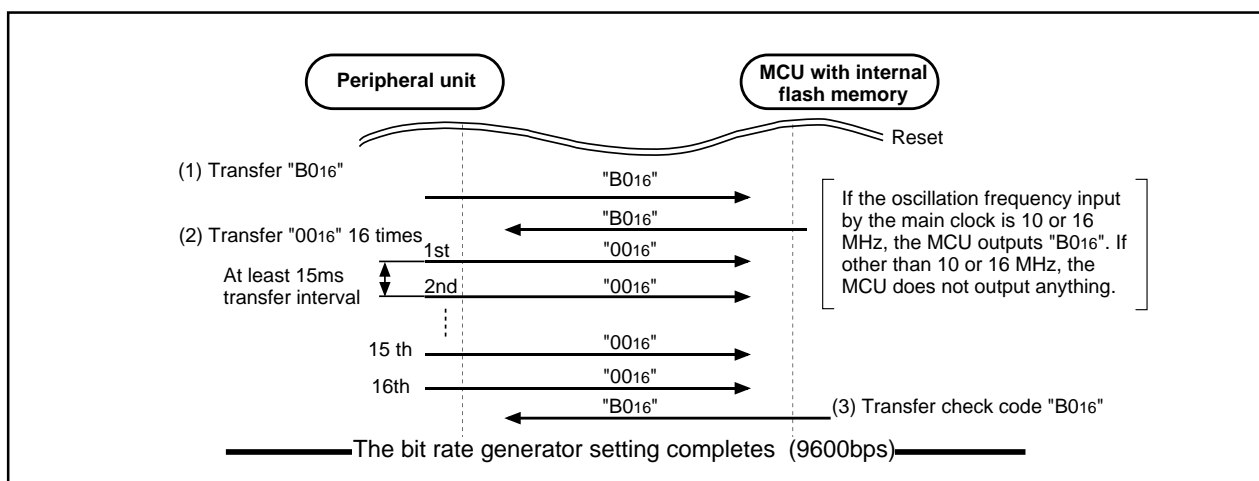 Peripheral unit
MCU with internal
flash memory
Reset
(1) Transfer "B016"
"B016"
"B016"
If the oscillation frequency input
by the main clock is 10 or 16
MHz, the MCU outputs "B016". If
other than 10 or 16 MHz, the
MCU does not output anything.
(2) Transfer "0016" 16 times
1st
"0016"
At least 15ms
transfer interval
2nd
"0016"
15 th
"0016"
16th
"0016"
"B016"
(3) Transfer check code "B016"
The bit rate generator setting completes (9600bps)